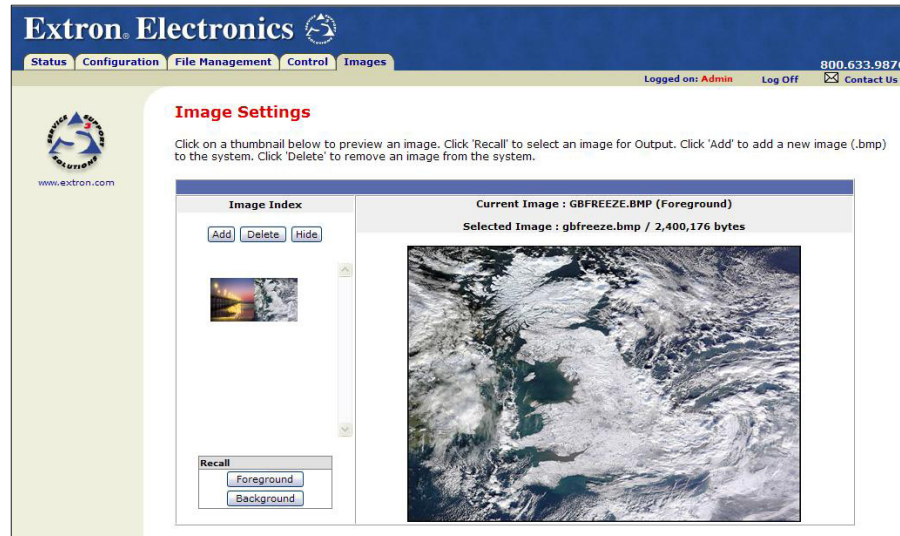 Extron® Electronics
Status Configuration File Management Control Images
800.633.9876
Logged on: Admin Log Off Contact Us
SERVICE SUPPORT SOLUTIONS S3
www.extron.com
Image Settings
Click on a thumbnail below to preview an image. Click 'Recall' to select an image for Output. Click 'Add' to add a new image (.bmp)
to the system. Click 'Delete' to remove an image from the system.
Image Index
Add Delete Hide
Current Image : GBFREEZE.BMP (Foreground)
Selected Image : gbfreeze.bmp / 2,400,176 bytes
Recall
Foreground
Background